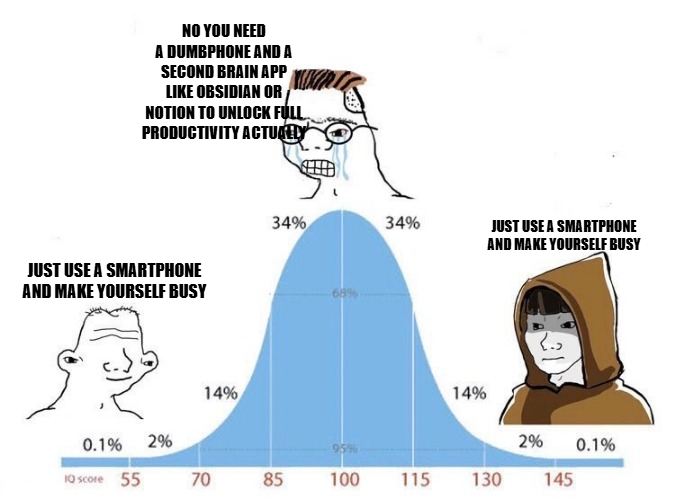 NO YOU NEED
A DUMBPHONE AND A
SECOND BRAIN APP
LIKE OBSIDIAN OR
NOTION TO UNLOCK FULL
PRODUCTIVITY ACTUALLY
JUST USE A SMARTPHONE
AND MAKE YOURSELF BUSY
JUST USE A SMARTPHONE
AND MAKE YOURSELF BUSY
34% 34%
68%
14% 14%
95%
0.1% 2% 2% 0.1%
IQ score 55 70 85 100 115 130 145